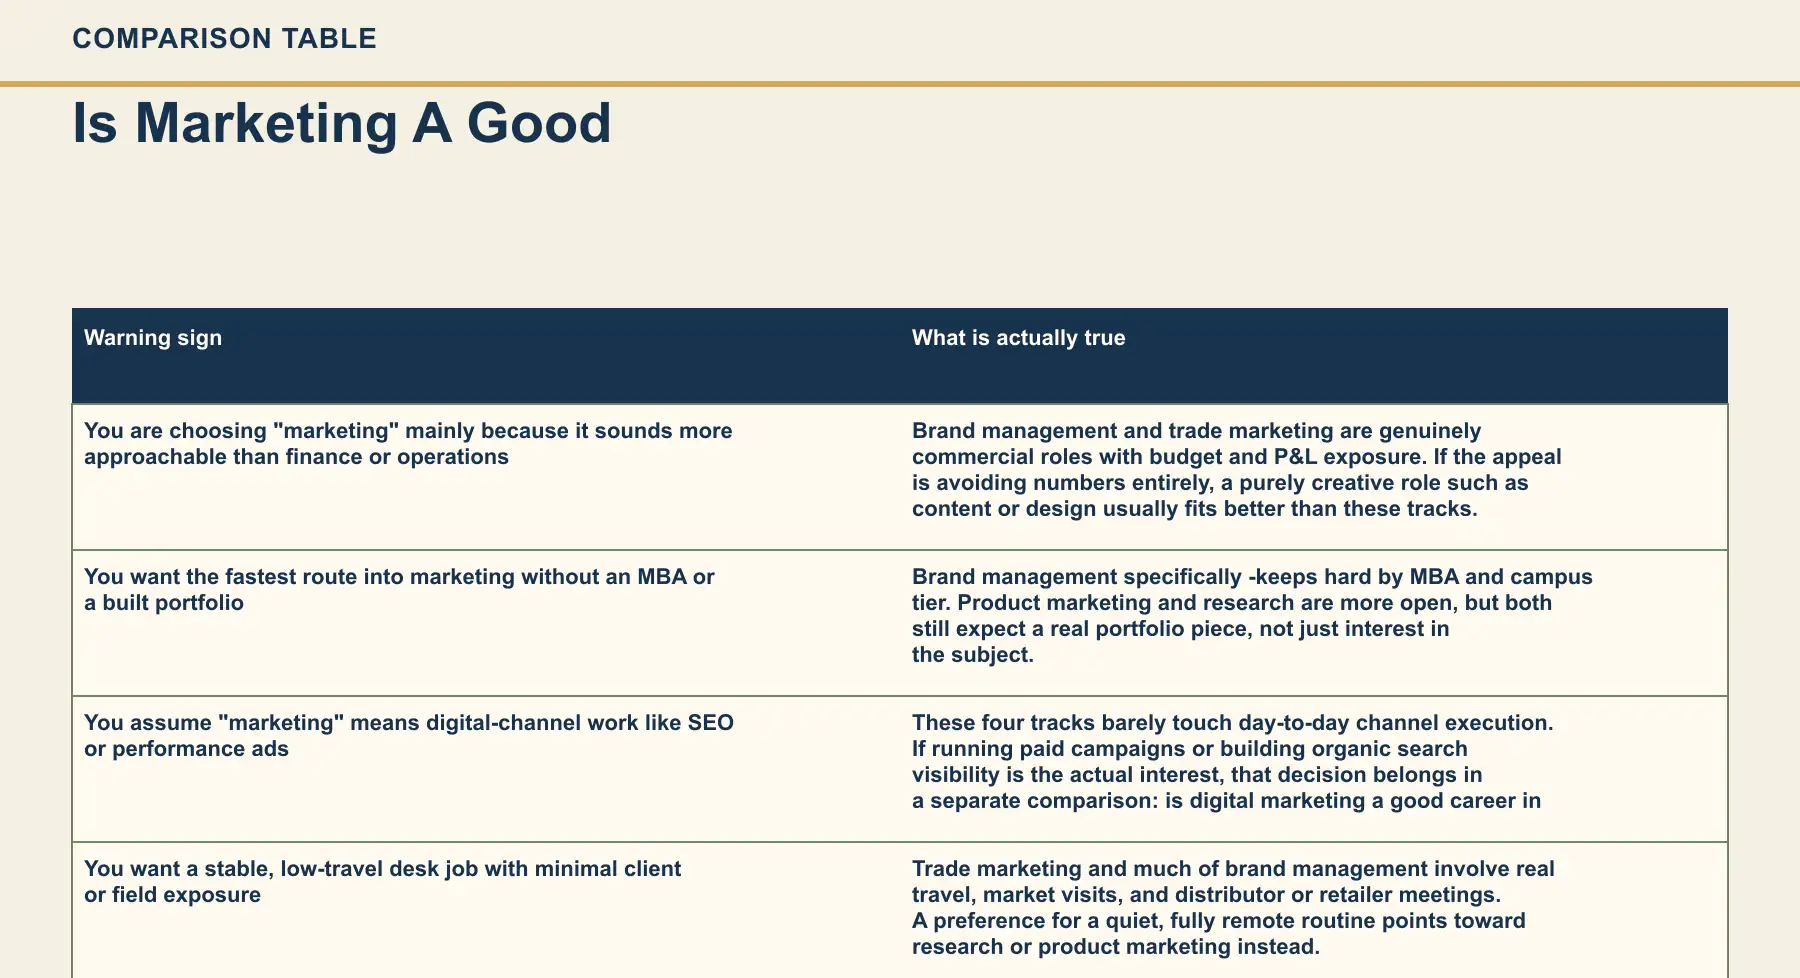 COMPARISON TABLE
Is Marketing A Good
Warning sign
What is actually true
You are choosing "marketing" mainly because it sounds more
approachable than finance or operations
Brand management and trade marketing are genuinely
commercial roles with budget and P&L exposure. If the appeal
is avoiding numbers entirely, a purely creative role such as
content or design usually fits better than these tracks.
You want the fastest route into marketing without an MBA or
a built portfolio
Brand management specifically -keeps hard by MBA and campus
tier. Product marketing and research are more open, but both
still expect a real portfolio piece, not just interest in
the subject.
You assume "marketing" means digital-channel work like SEO
or performance ads
These four tracks barely touch day-to-day channel execution.
If running paid campaigns or building organic search
visibility is the actual interest, that decision belongs in
a separate comparison: is digital marketing a good career in
You want a stable, low-travel desk job with minimal client
or field exposure
Trade marketing and much of brand management involve real
travel, market visits, and distributor or retailer meetings.
A preference for a quiet, fully remote routine points toward
research or product marketing instead.